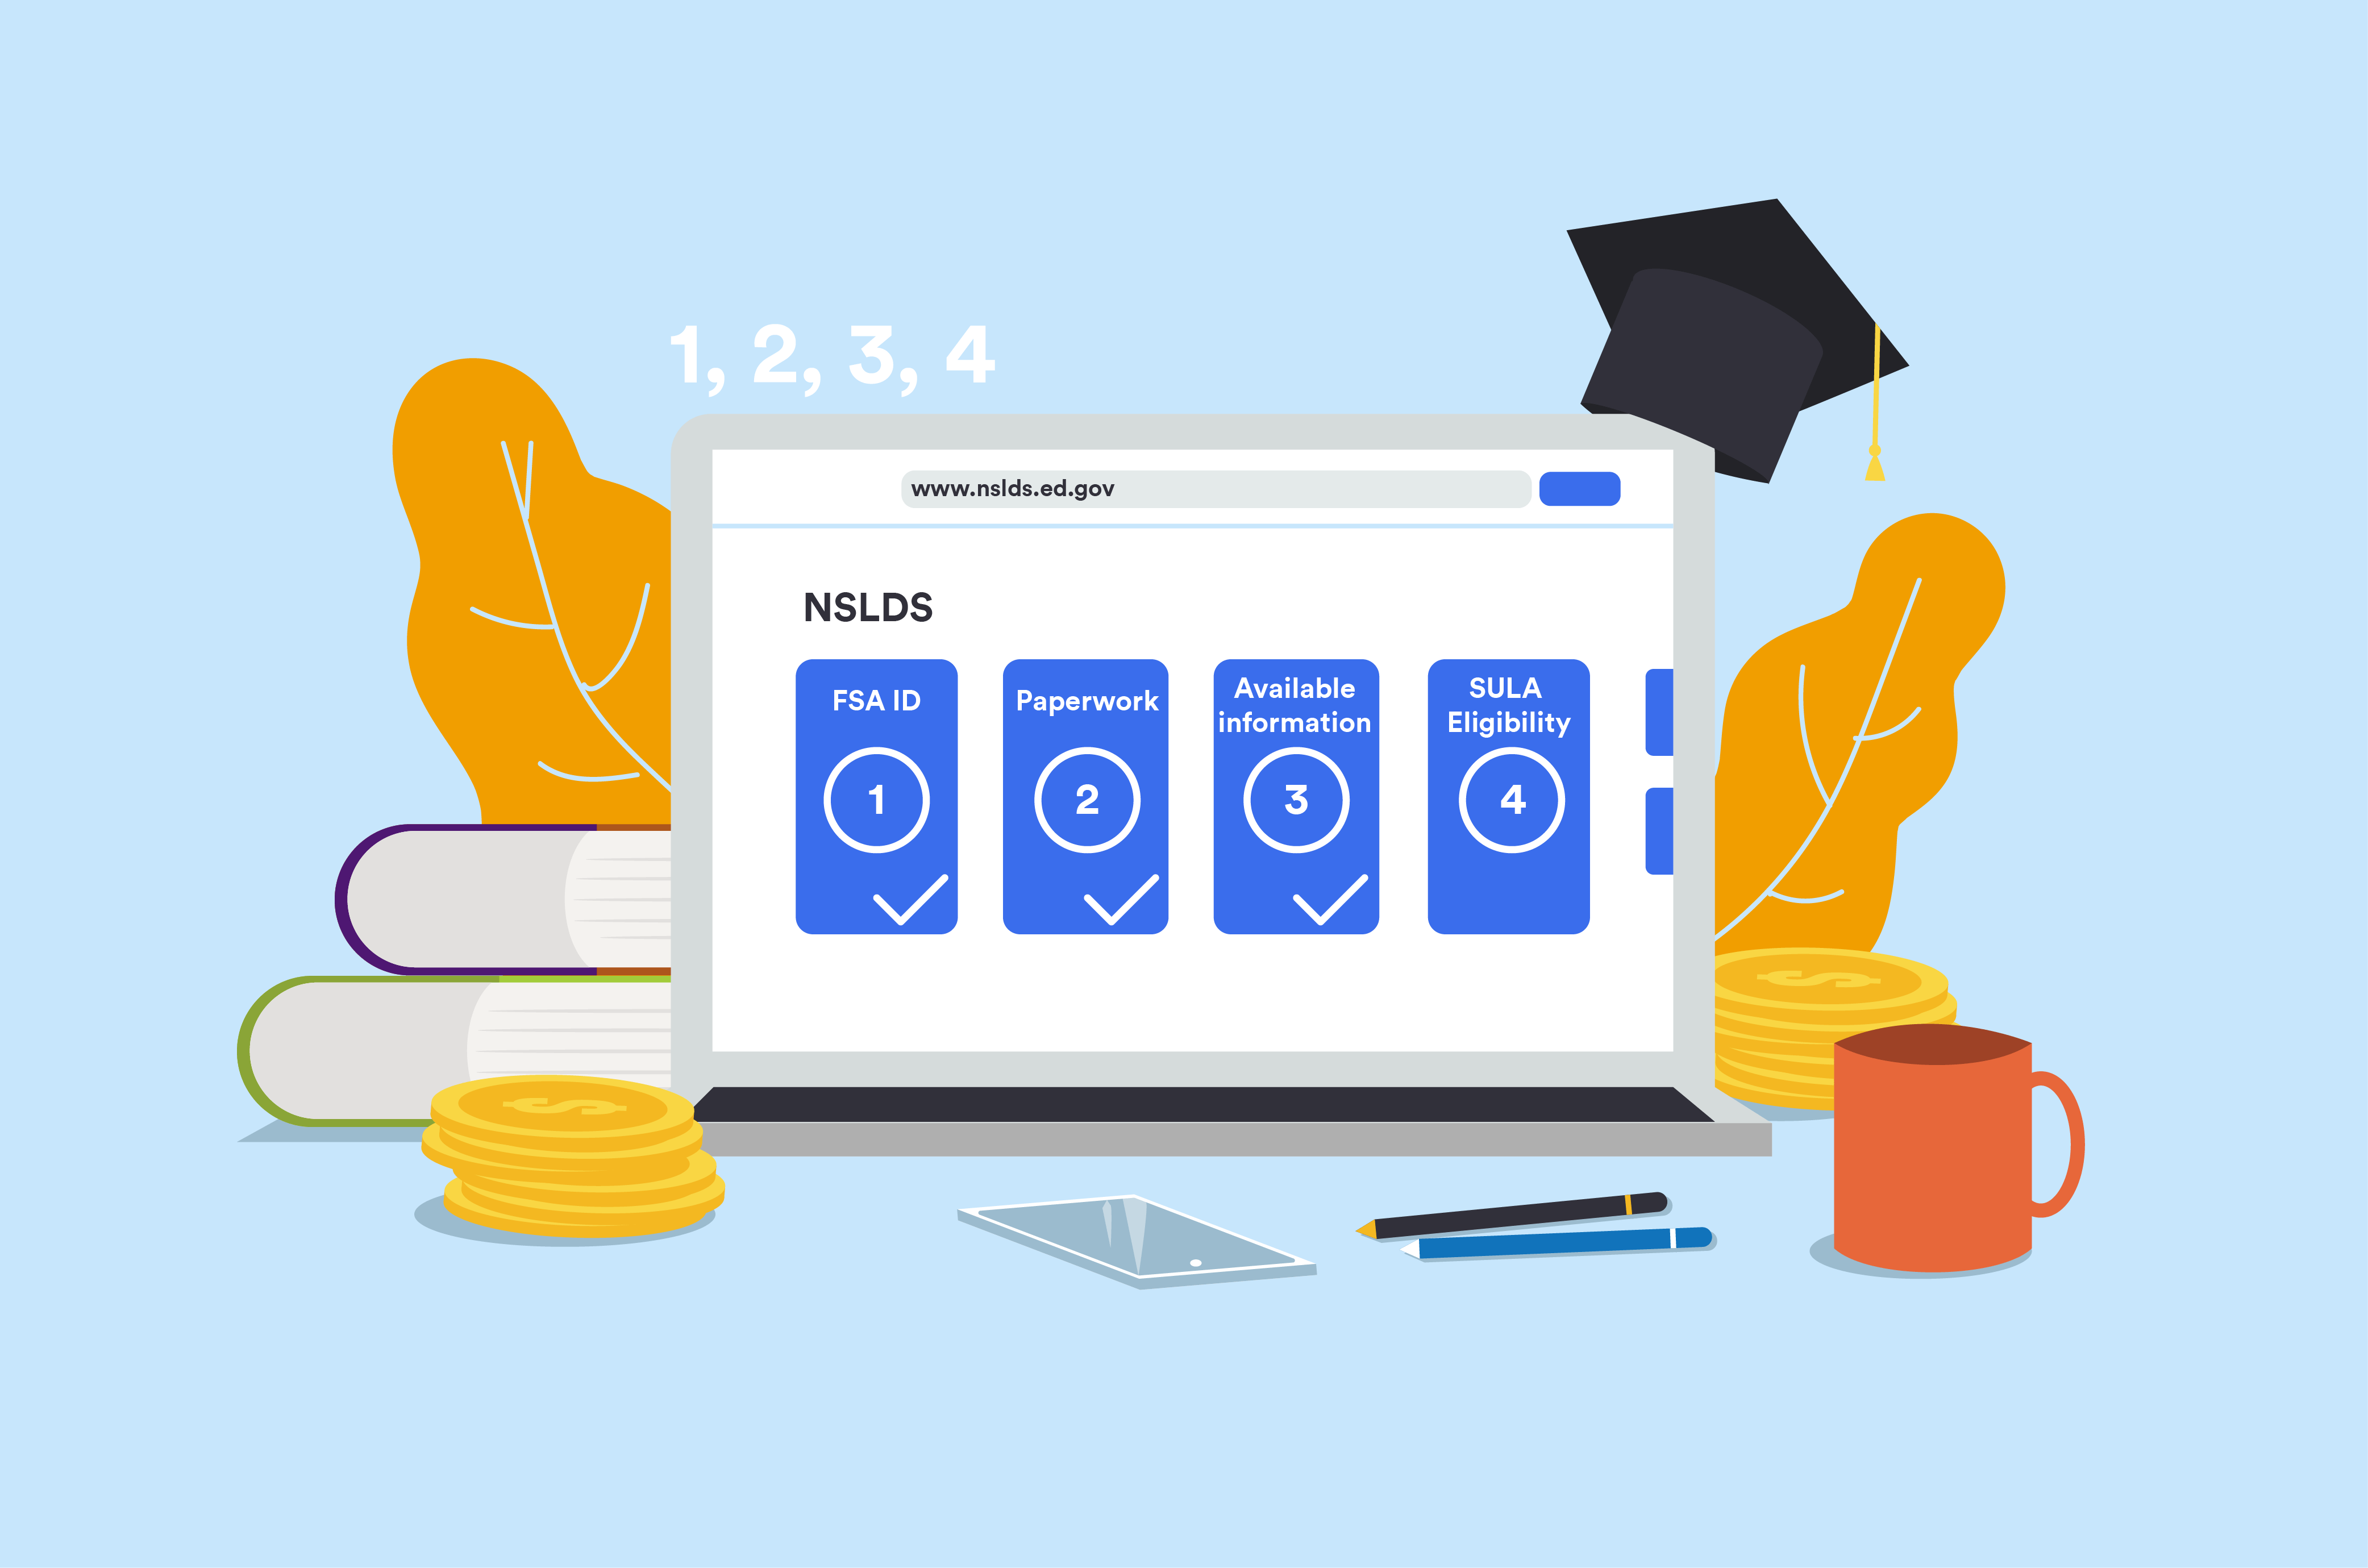 1, 2, 3, 4
www.nslds.ed.gov
NSLDS
FSA ID
1
Paperwork
2
Available
information
3
SULA
Eligibility
4